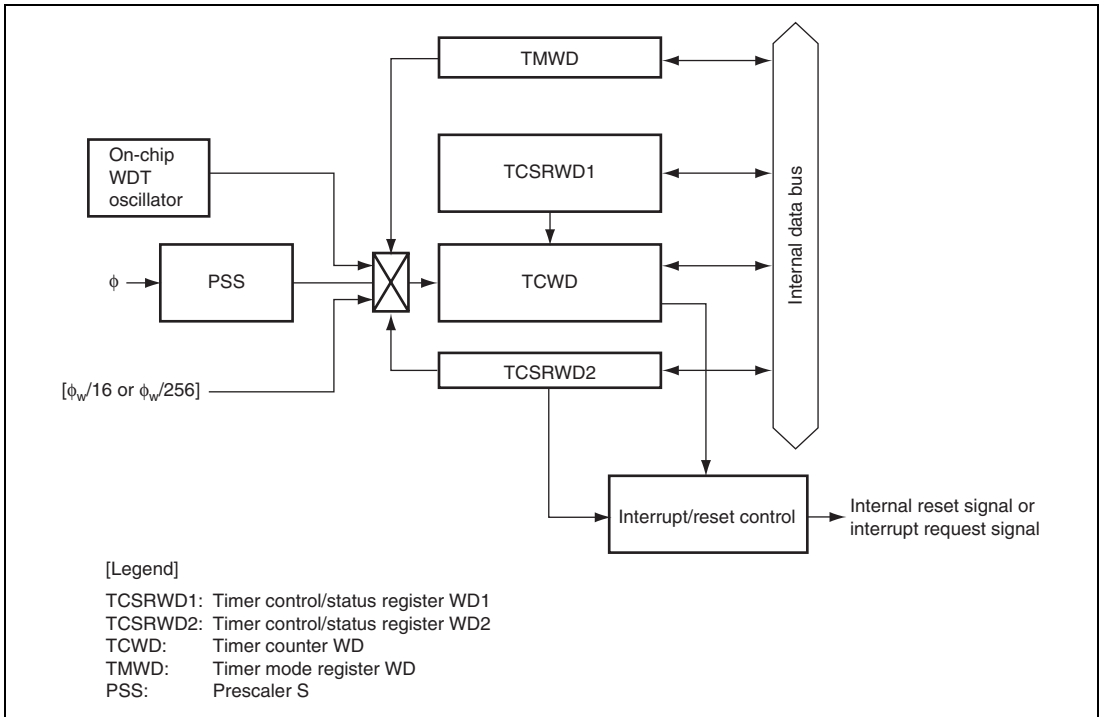 TMWD
On-chip
WDT
oscillator
TCSRWD1
Internal data bus
ϕ
PSS
TCWD
TCSRWD2
[ϕw/16 or ϕw/256]
Interrupt/reset control
Internal reset signal or
interrupt request signal
[Legend]
TCSRWD1: Timer control/status register WD1
TCSRWD2: Timer control/status register WD2
TCWD: Timer counter WD
TMWD: Timer mode register WD
PSS: Prescaler S